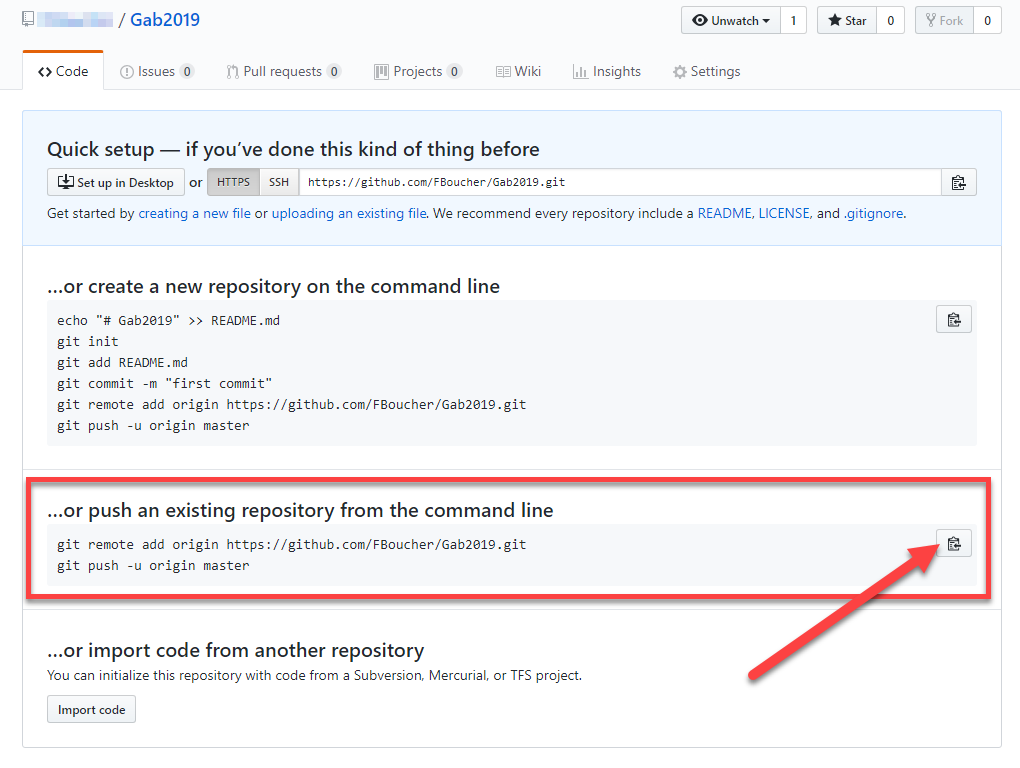 / Gab2019
Unwatch 1 Star 0 Fork 0
Code Issues 0 Pull requests 0 Projects 0 Wiki Insights Settings
Quick setup — if you’ve done this kind of thing before
Set up in Desktop or HTTPS SSH https://github.com/FBoucher/Gab2019.git
Get started by creating a new file or uploading an existing file. We recommend every repository include a README, LICENSE, and .gitignore.
…or create a new repository on the command line
echo "# Gab2019" >> README.md
git init
git add README.md
git commit -m "first commit"
git remote add origin https://github.com/FBoucher/Gab2019.git
git push -u origin master
…or push an existing repository from the command line
git remote add origin https://github.com/FBoucher/Gab2019.git
git push -u origin master
…or import code from another repository
You can initialize this repository with code from a Subversion, Mercurial, or TFS project.
Import code